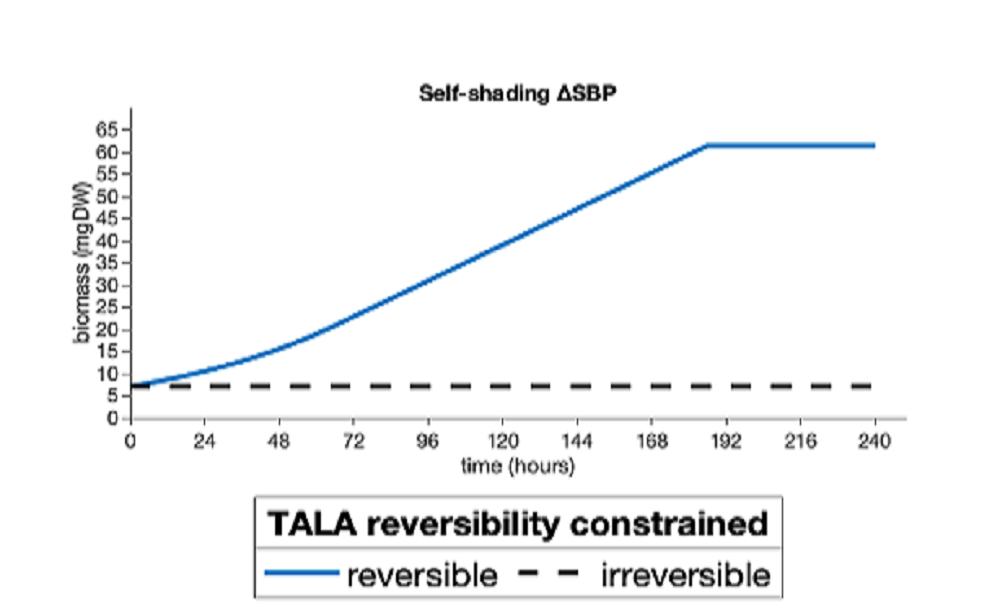 Self-shading ΔSBP
biomass (mgDW)
65
60
55
50
45
40
35
30
25
20
15
10
5
0
0 24 48 72 96 120 144 168 192 216 240
time (hours)
TALA reversibility constrained
reversible irreversible